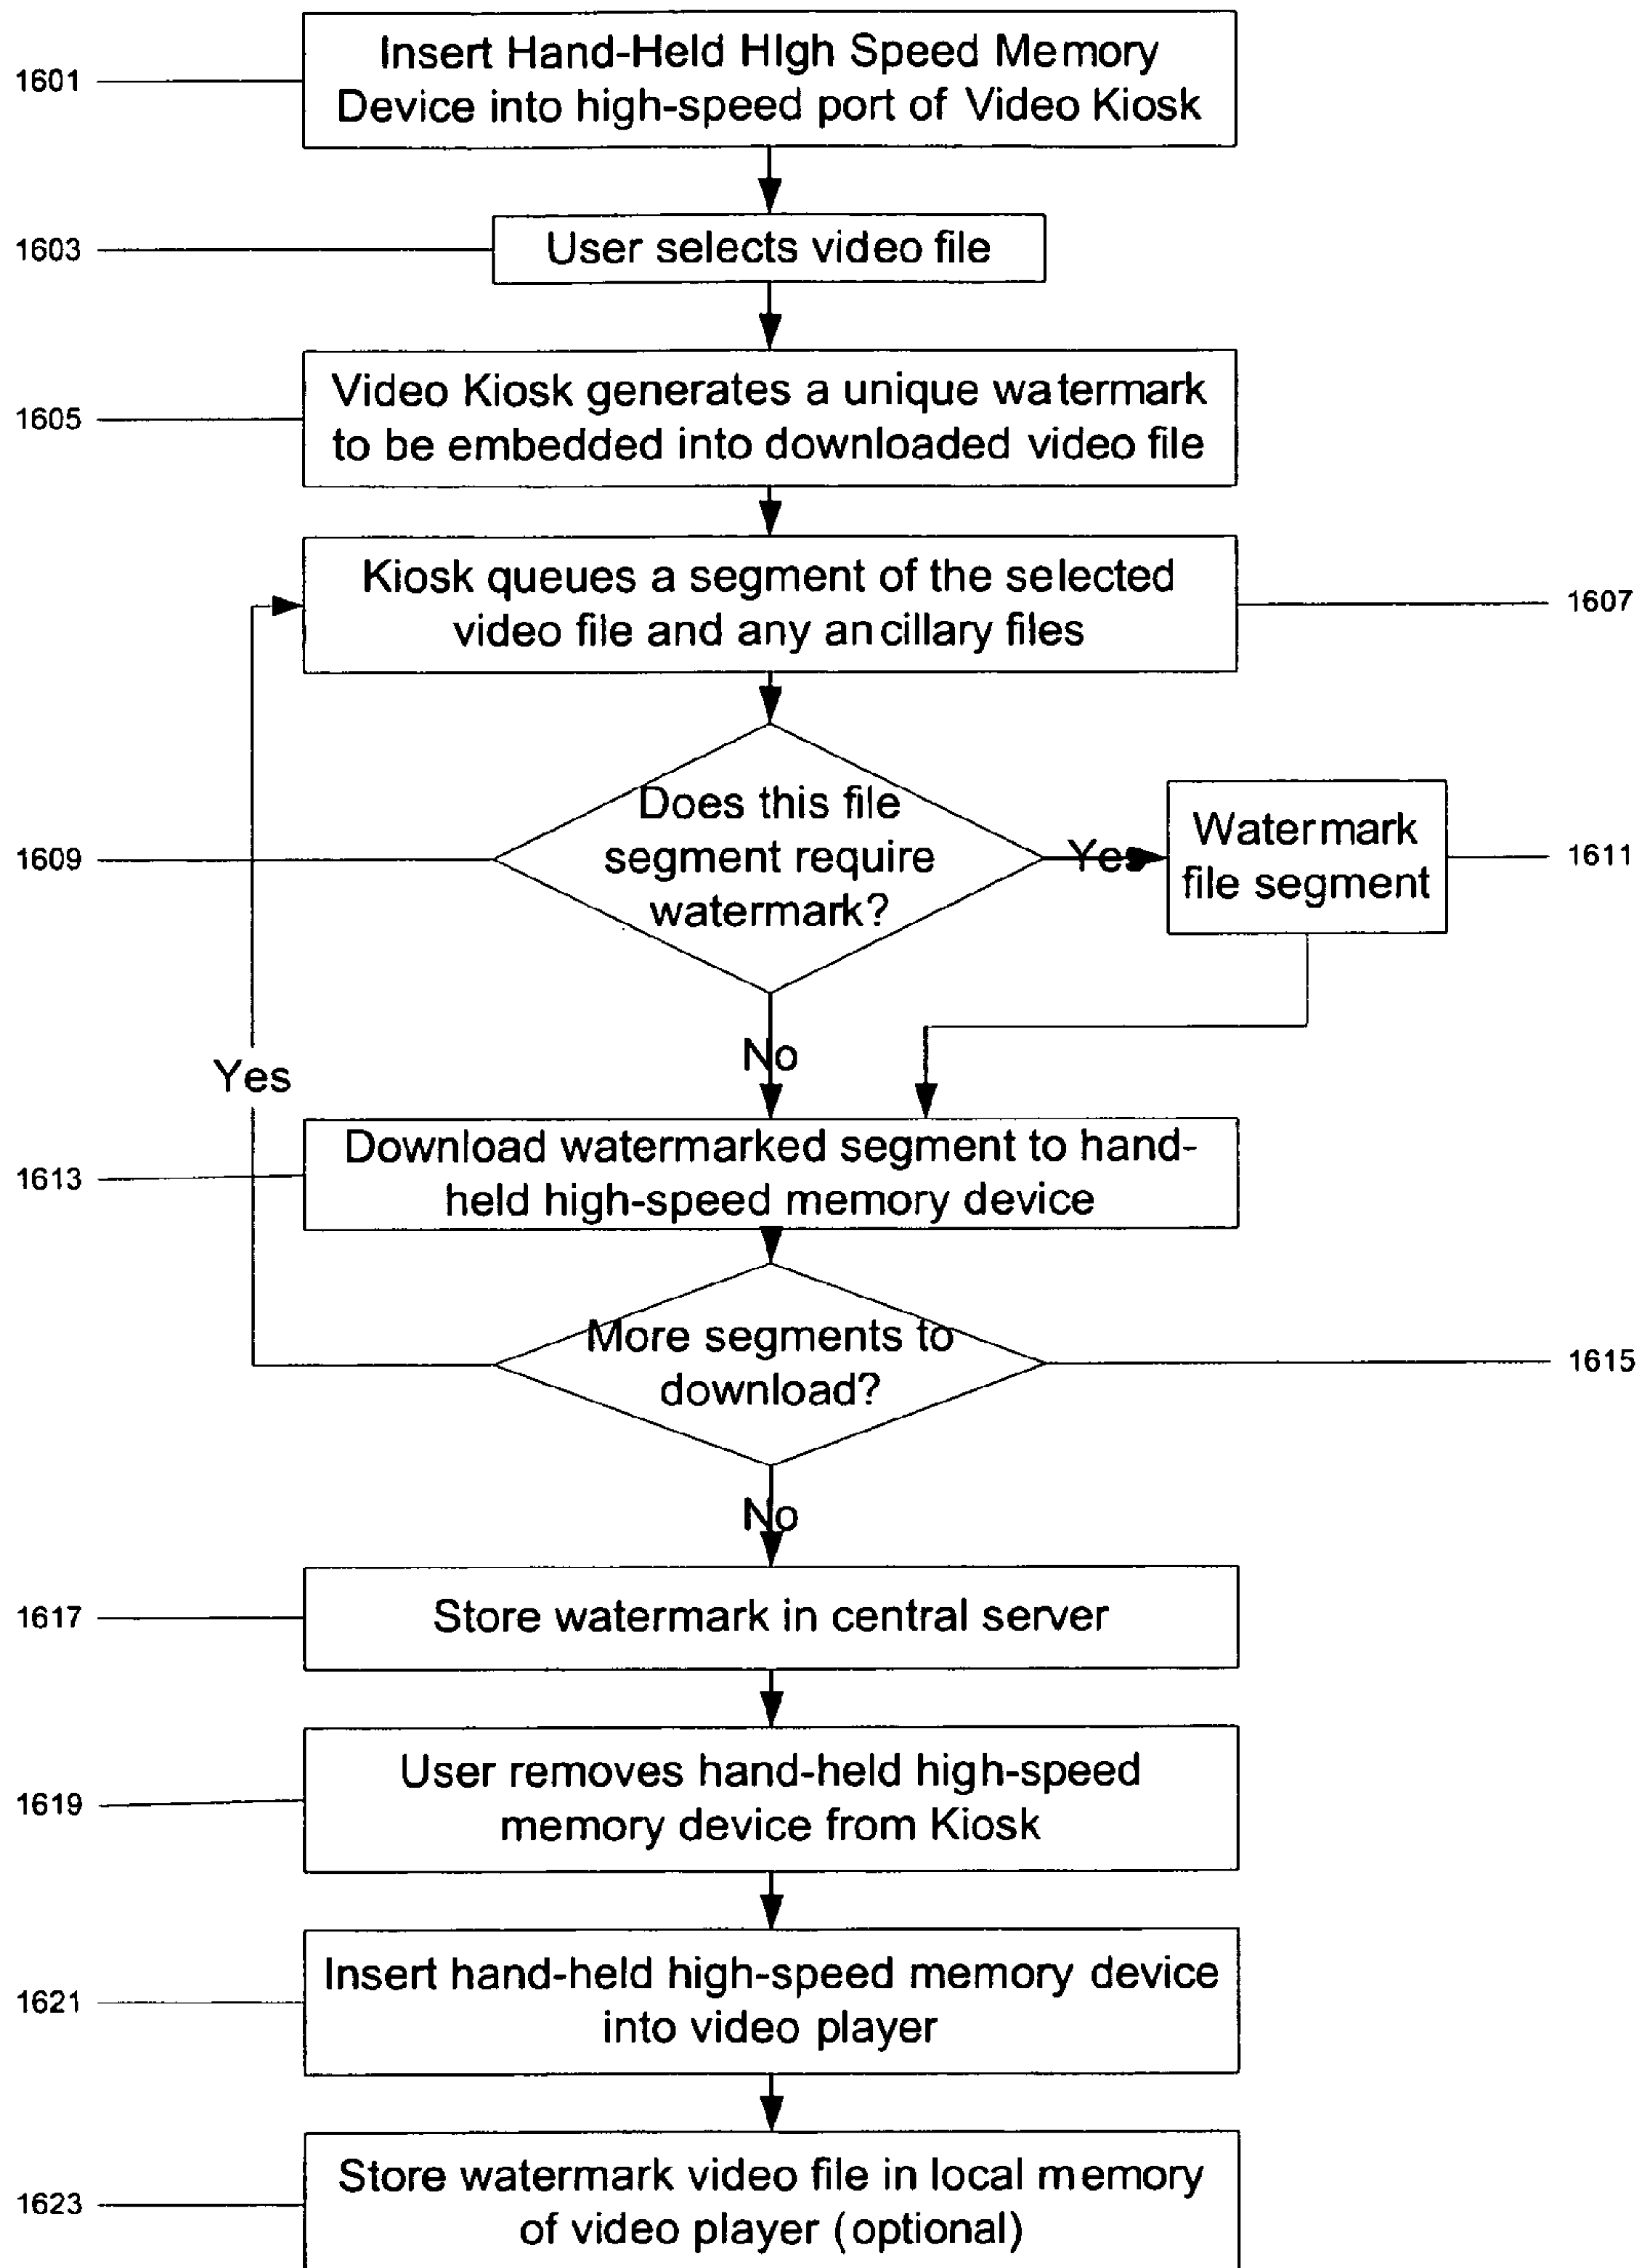 1601
Insert Hand-Held HIgh Speed Memory
Device into high-speed port of Video Kiosk
1603
User selects video file
1605
Video Kiosk generates a unique watermark
to be embedded into downloaded video file
Kiosk queues a segment of the selected
video file and any ancillary files
1607
1609
Does this file
segment require
watermark?
Yes
Watermark
file segment
1611
No
Yes
1613
Download watermarked segment to hand-
held high-speed memory device
More segments to
download?
1615
No
1617
Store watermark in central server
1619
User removes hand-held high-speed
memory device from Kiosk
1621
Insert hand-held high-speed memory device
into video player
1623
Store watermark video file in local memory
of video player (optional)